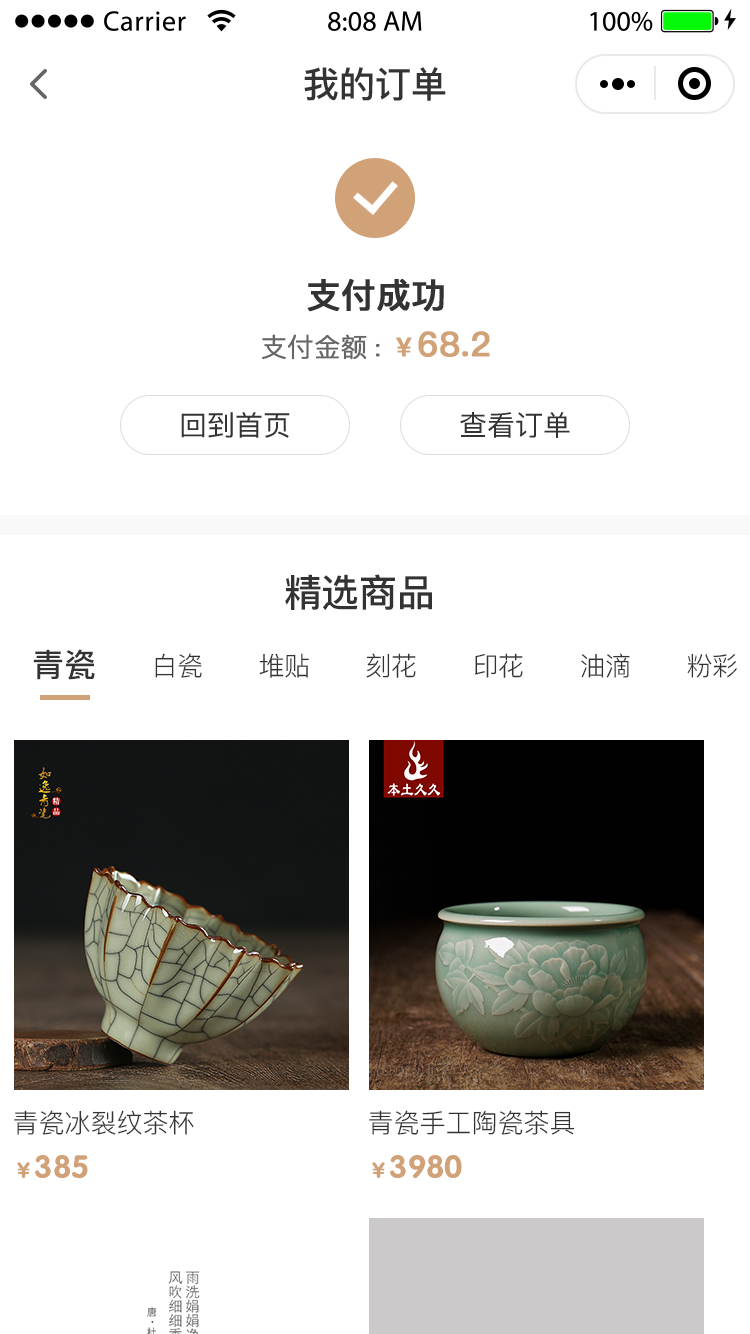 Carrier 8:08 AM 100%
我的订单
支付成功
支付金额： ¥68.2
回到首页 查看订单
精选商品
青瓷 白瓷 堆贴 刻花 印花 油滴 粉彩
如逸青瓷
精品
本土久久
青瓷冰裂纹茶杯
¥385
青瓷手工陶瓷茶具
¥3980
雨洗娟娟净
风吹细细香
唐·杜